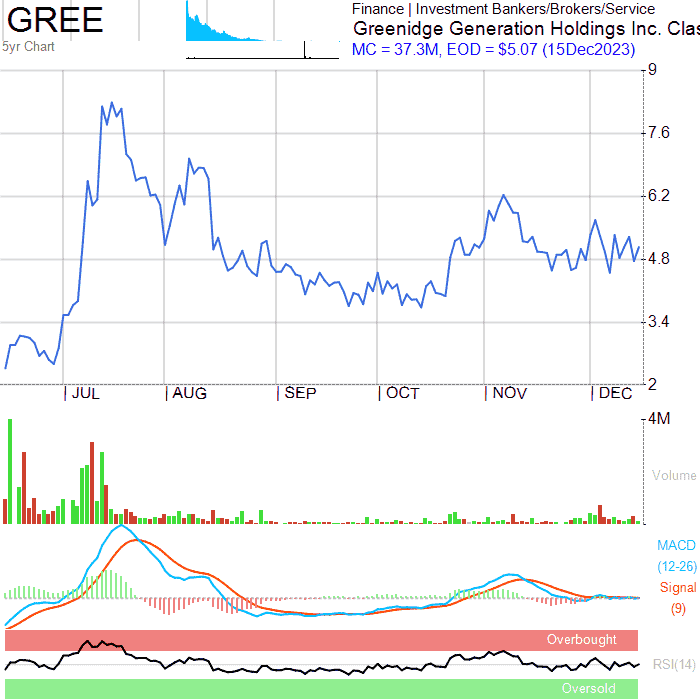 GREE
5yr Chart
Finance | Investment Bankers/Brokers/Service
Greenidge Generation Holdings Inc. Clas
MC = 37.3M, EOD = $5.07 (15Dec2023)
9
7.6
6.2
4.8
3.4
2
JUL AUG SEP OCT NOV DEC
4M
Volume
MACD
(12-26)
Signal
(9)
Overbought
RSI(14)
Oversold